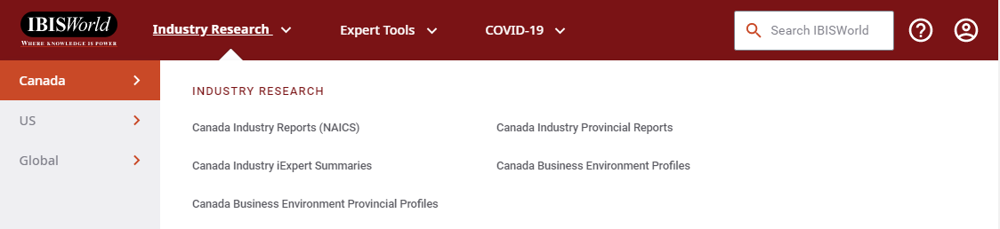 IBISWorld
WHERE KNOWLEDGE IS POWER
Industry Research
Expert Tools
COVID-19
Search IBISWorld
Canada
US
Global
INDUSTRY RESEARCH
Canada Industry Reports (NAICS)
Canada Industry Provincial Reports
Canada Industry iExpert Summaries
Canada Business Environment Profiles
Canada Business Environment Provincial Profiles